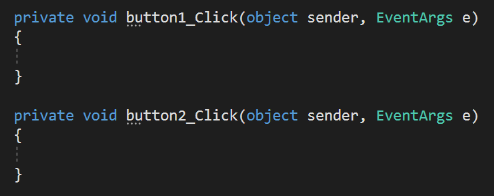 private void button1_Click(object sender, EventArgs e)
{
}
private void button2_Click(object sender, EventArgs e)
{
}